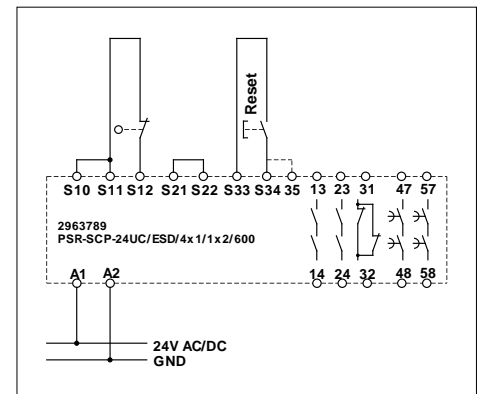 Reset
S10 S11 S12 S21 S22 S33 S34 35 13 23 31 47 57
2963789
PSR-SCP-24UC/ESD/4x1/1x2/600
A1 A2 14 24 32 48 58
24V AC/DC
GND